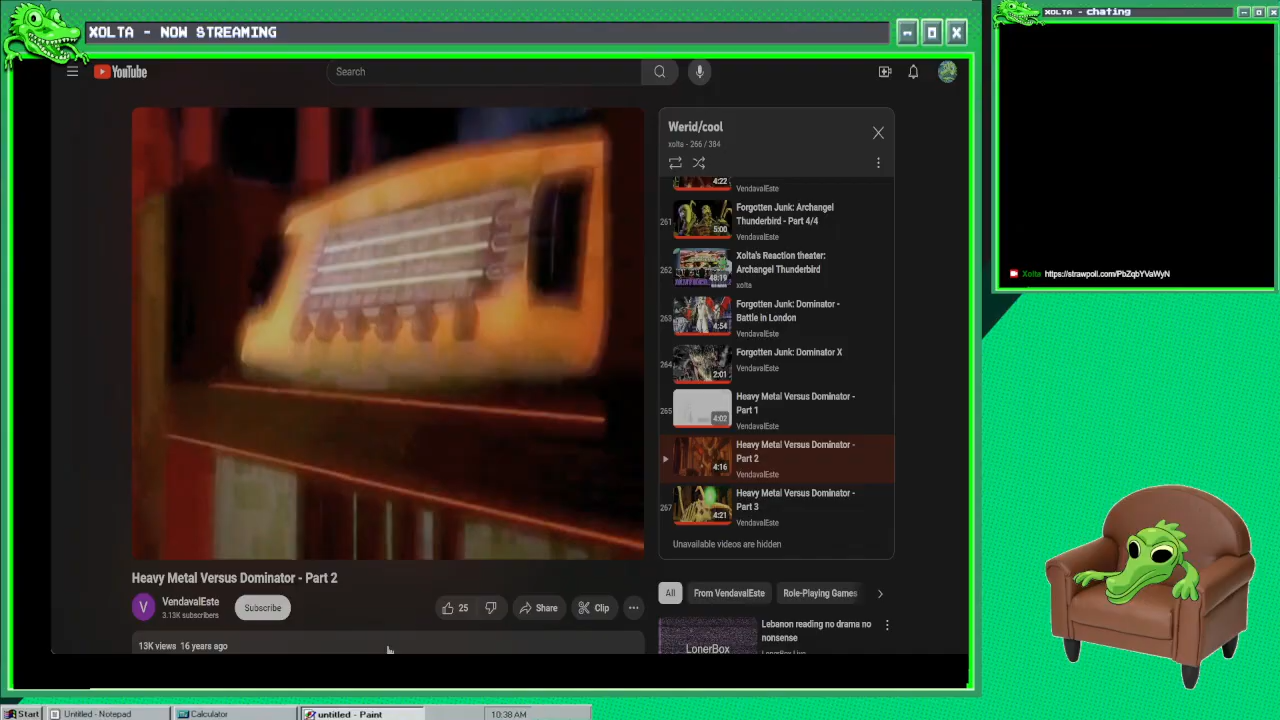 XOLTA - NOW STREAMING
XOLTA - chating
YouTube
Search
Werid/cool
xolta - 266 / 384
4:22
VendavalEste
261
5:00
Forgotten Junk: Archangel
Thunderbird - Part 4/4
VendavalEste
262
48:19
Xolta's Reaction theater:
Archangel Thunderbird
xolta
263
4:54
Forgotten Junk: Dominator -
Battle in London
VendavalEste
264
2:01
Forgotten Junk: Dominator X
VendavalEste
265
4:02
Heavy Metal Versus Dominator -
Part 1
VendavalEste
4:16
Heavy Metal Versus Dominator -
Part 2
VendavalEste
267
4:21
Heavy Metal Versus Dominator -
Part 3
VendavalEste
Unavailable videos are hidden
Xolta https://strawpoll.com/PbZqbYVaWyN
Heavy Metal Versus Dominator - Part 2
V
VendavalEste
3.13K subscribers
Subscribe
25
Share
Clip
13K views 16 years ago
All
From VendavalEste
Role-Playing Games
LonerBox
Lebanon reading no drama no
nonsense
LonerBox Live
Start
Untitled - Notepad
Calculator
untitled - Paint
10:38 AM